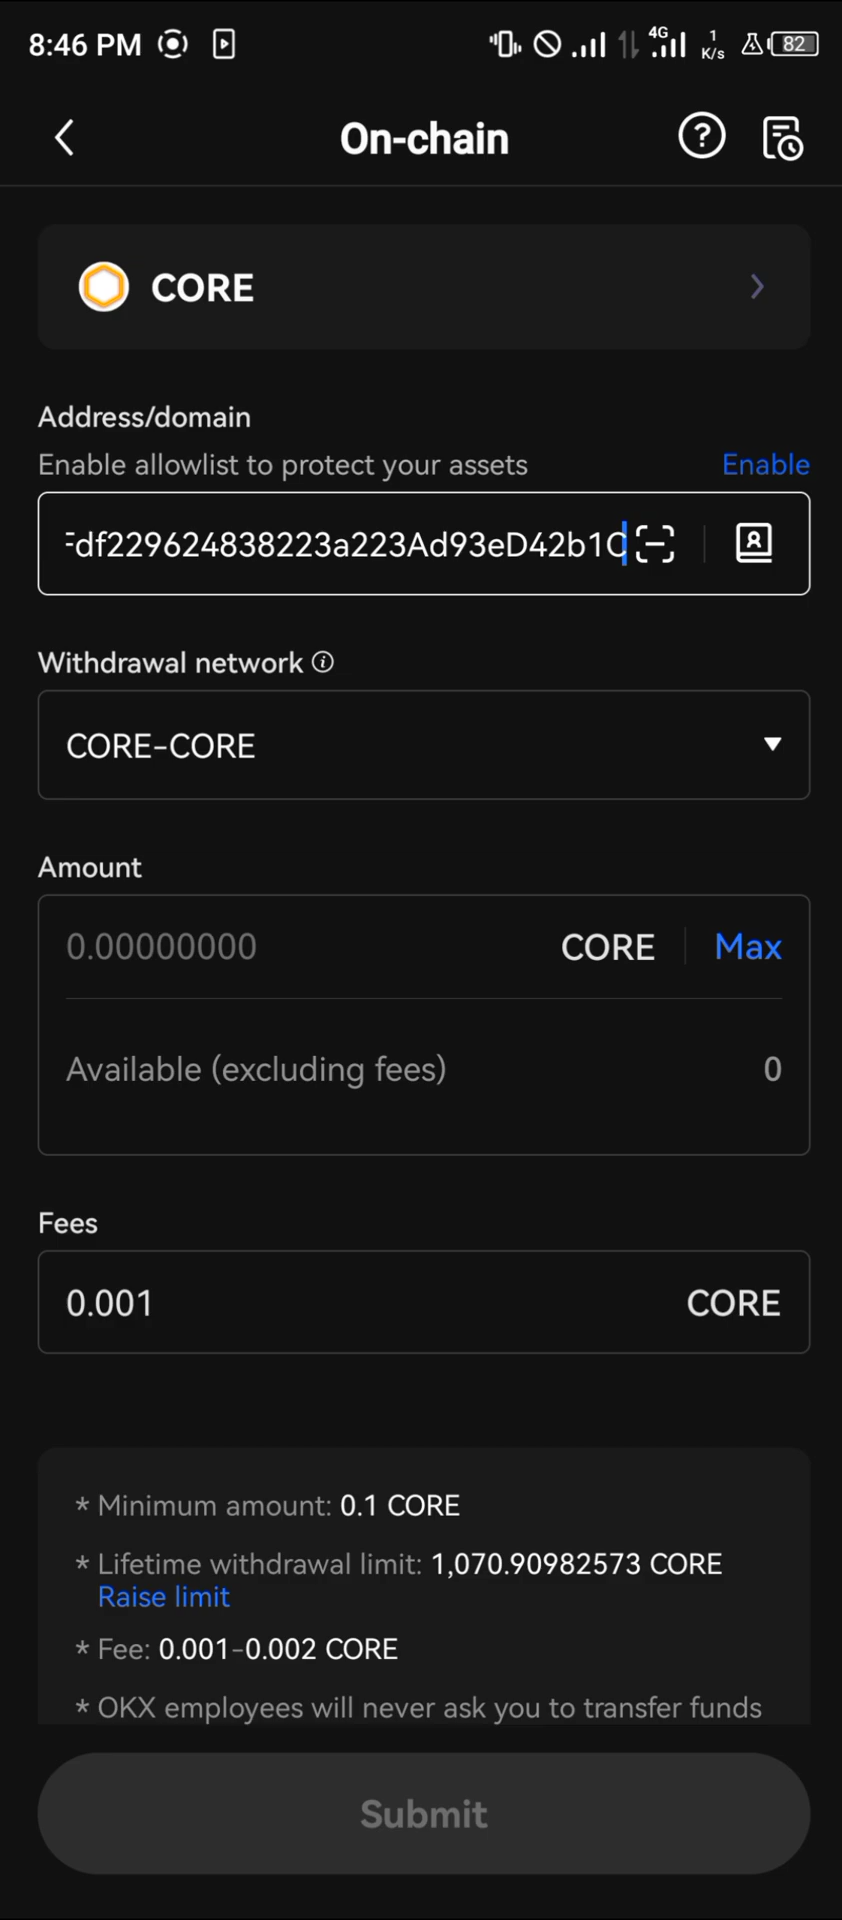 8:46 PM 4G 1 K/s 82
On-chain
CORE
Address/domain
Enable allowlist to protect your assets Enable
df229624838223a223Ad93eD42b1C
Withdrawal network
CORE-CORE
Amount
0.00000000 CORE Max
Available (excluding fees) 0
Fees
0.001 CORE
* Minimum amount: 0.1 CORE
* Lifetime withdrawal limit: 1,070.90982573 CORE
Raise limit
* Fee: 0.001-0.002 CORE
* OKX employees will never ask you to transfer funds
Submit